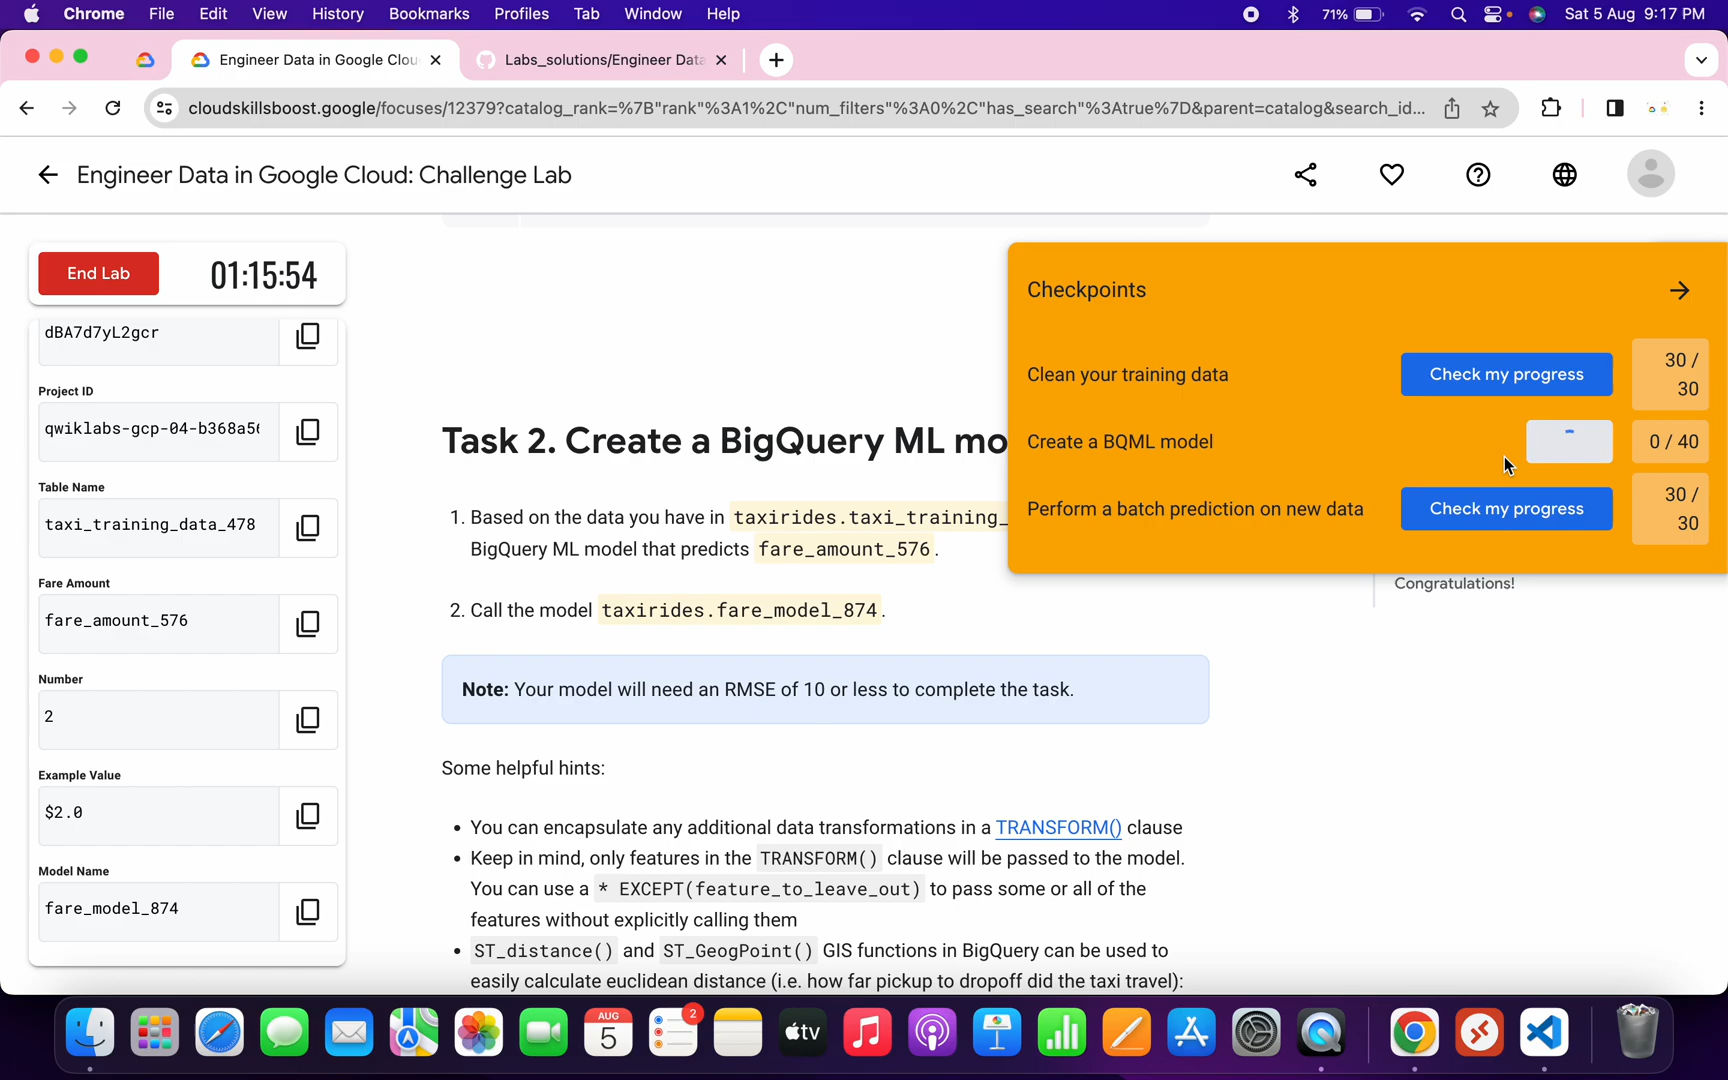 Chrome File Edit View History Bookmarks Profiles Tab Window Help 71% Sat 5 Aug 9:17 PM
Engineer Data in Google Clou Labs_solutions/Engineer Data
cloudskillsboost.google/focuses/12379?catalog_rank=%7B"rank"%3A1%2C"num_filters"%3A0%2C"has_search"%3Atrue%7D&parent=catalog&search_id...
Engineer Data in Google Cloud: Challenge Lab
End Lab 01:15:54
dBA7d7yL2gcr
Project ID
qwiklabs-gcp-04-b368a5
Table Name
taxi_training_data_478
Fare Amount
fare_amount_576
Number
2
Example Value
$2.0
Model Name
fare_model_874
Task 2. Create a BigQuery ML mo
1. Based on the data you have in taxirides.taxi_training_
BigQuery ML model that predicts fare_amount_576.
2. Call the model taxirides.fare_model_874.
Note: Your model will need an RMSE of 10 or less to complete the task.
Some helpful hints:
• You can encapsulate any additional data transformations in a TRANSFORM() clause
• Keep in mind, only features in the TRANSFORM() clause will be passed to the model.
You can use a * EXCEPT(feature_to_leave_out) to pass some or all of the
features without explicitly calling them
• ST_distance() and ST_GeogPoint() GIS functions in BigQuery can be used to
easily calculate euclidean distance (i.e. how far pickup to dropoff did the taxi travel):
Checkpoints
Clean your training data Check my progress 30 /
30
Create a BQML model 0 / 40
Perform a batch prediction on new data Check my progress 30 /
30
Congratulations!
AUG
5
2
tv